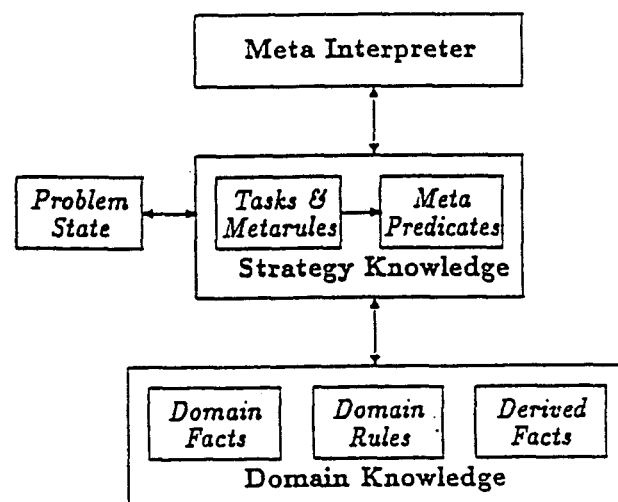 Meta Interpreter
Problem
State
Tasks &
Metarules
Meta
Predicates
Strategy Knowledge
Domain
Facts
Domain
Rules
Derived
Facts
Domain Knowledge